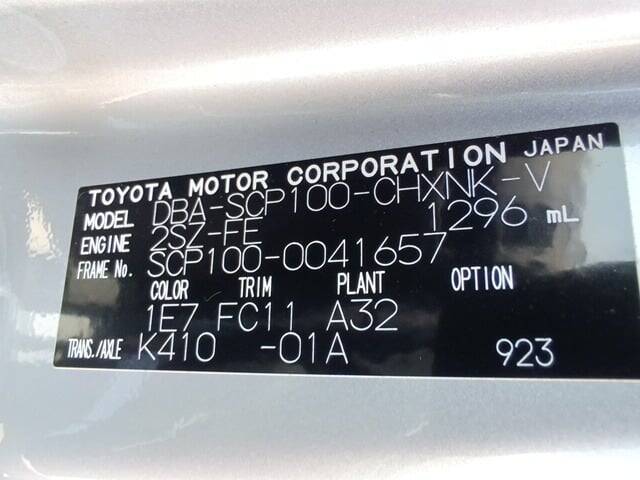 TOYOTA MOTOR CORPORATION JAPAN
MODEL DBA-SCP100-CHXNK-V
ENGINE 2SZ-FE 1296 mL
FRAME No. SCP100-0041657
COLOR TRIM PLANT OPTION
1E7 FC11 A32
TRANS./AXLE K410 -01A 923